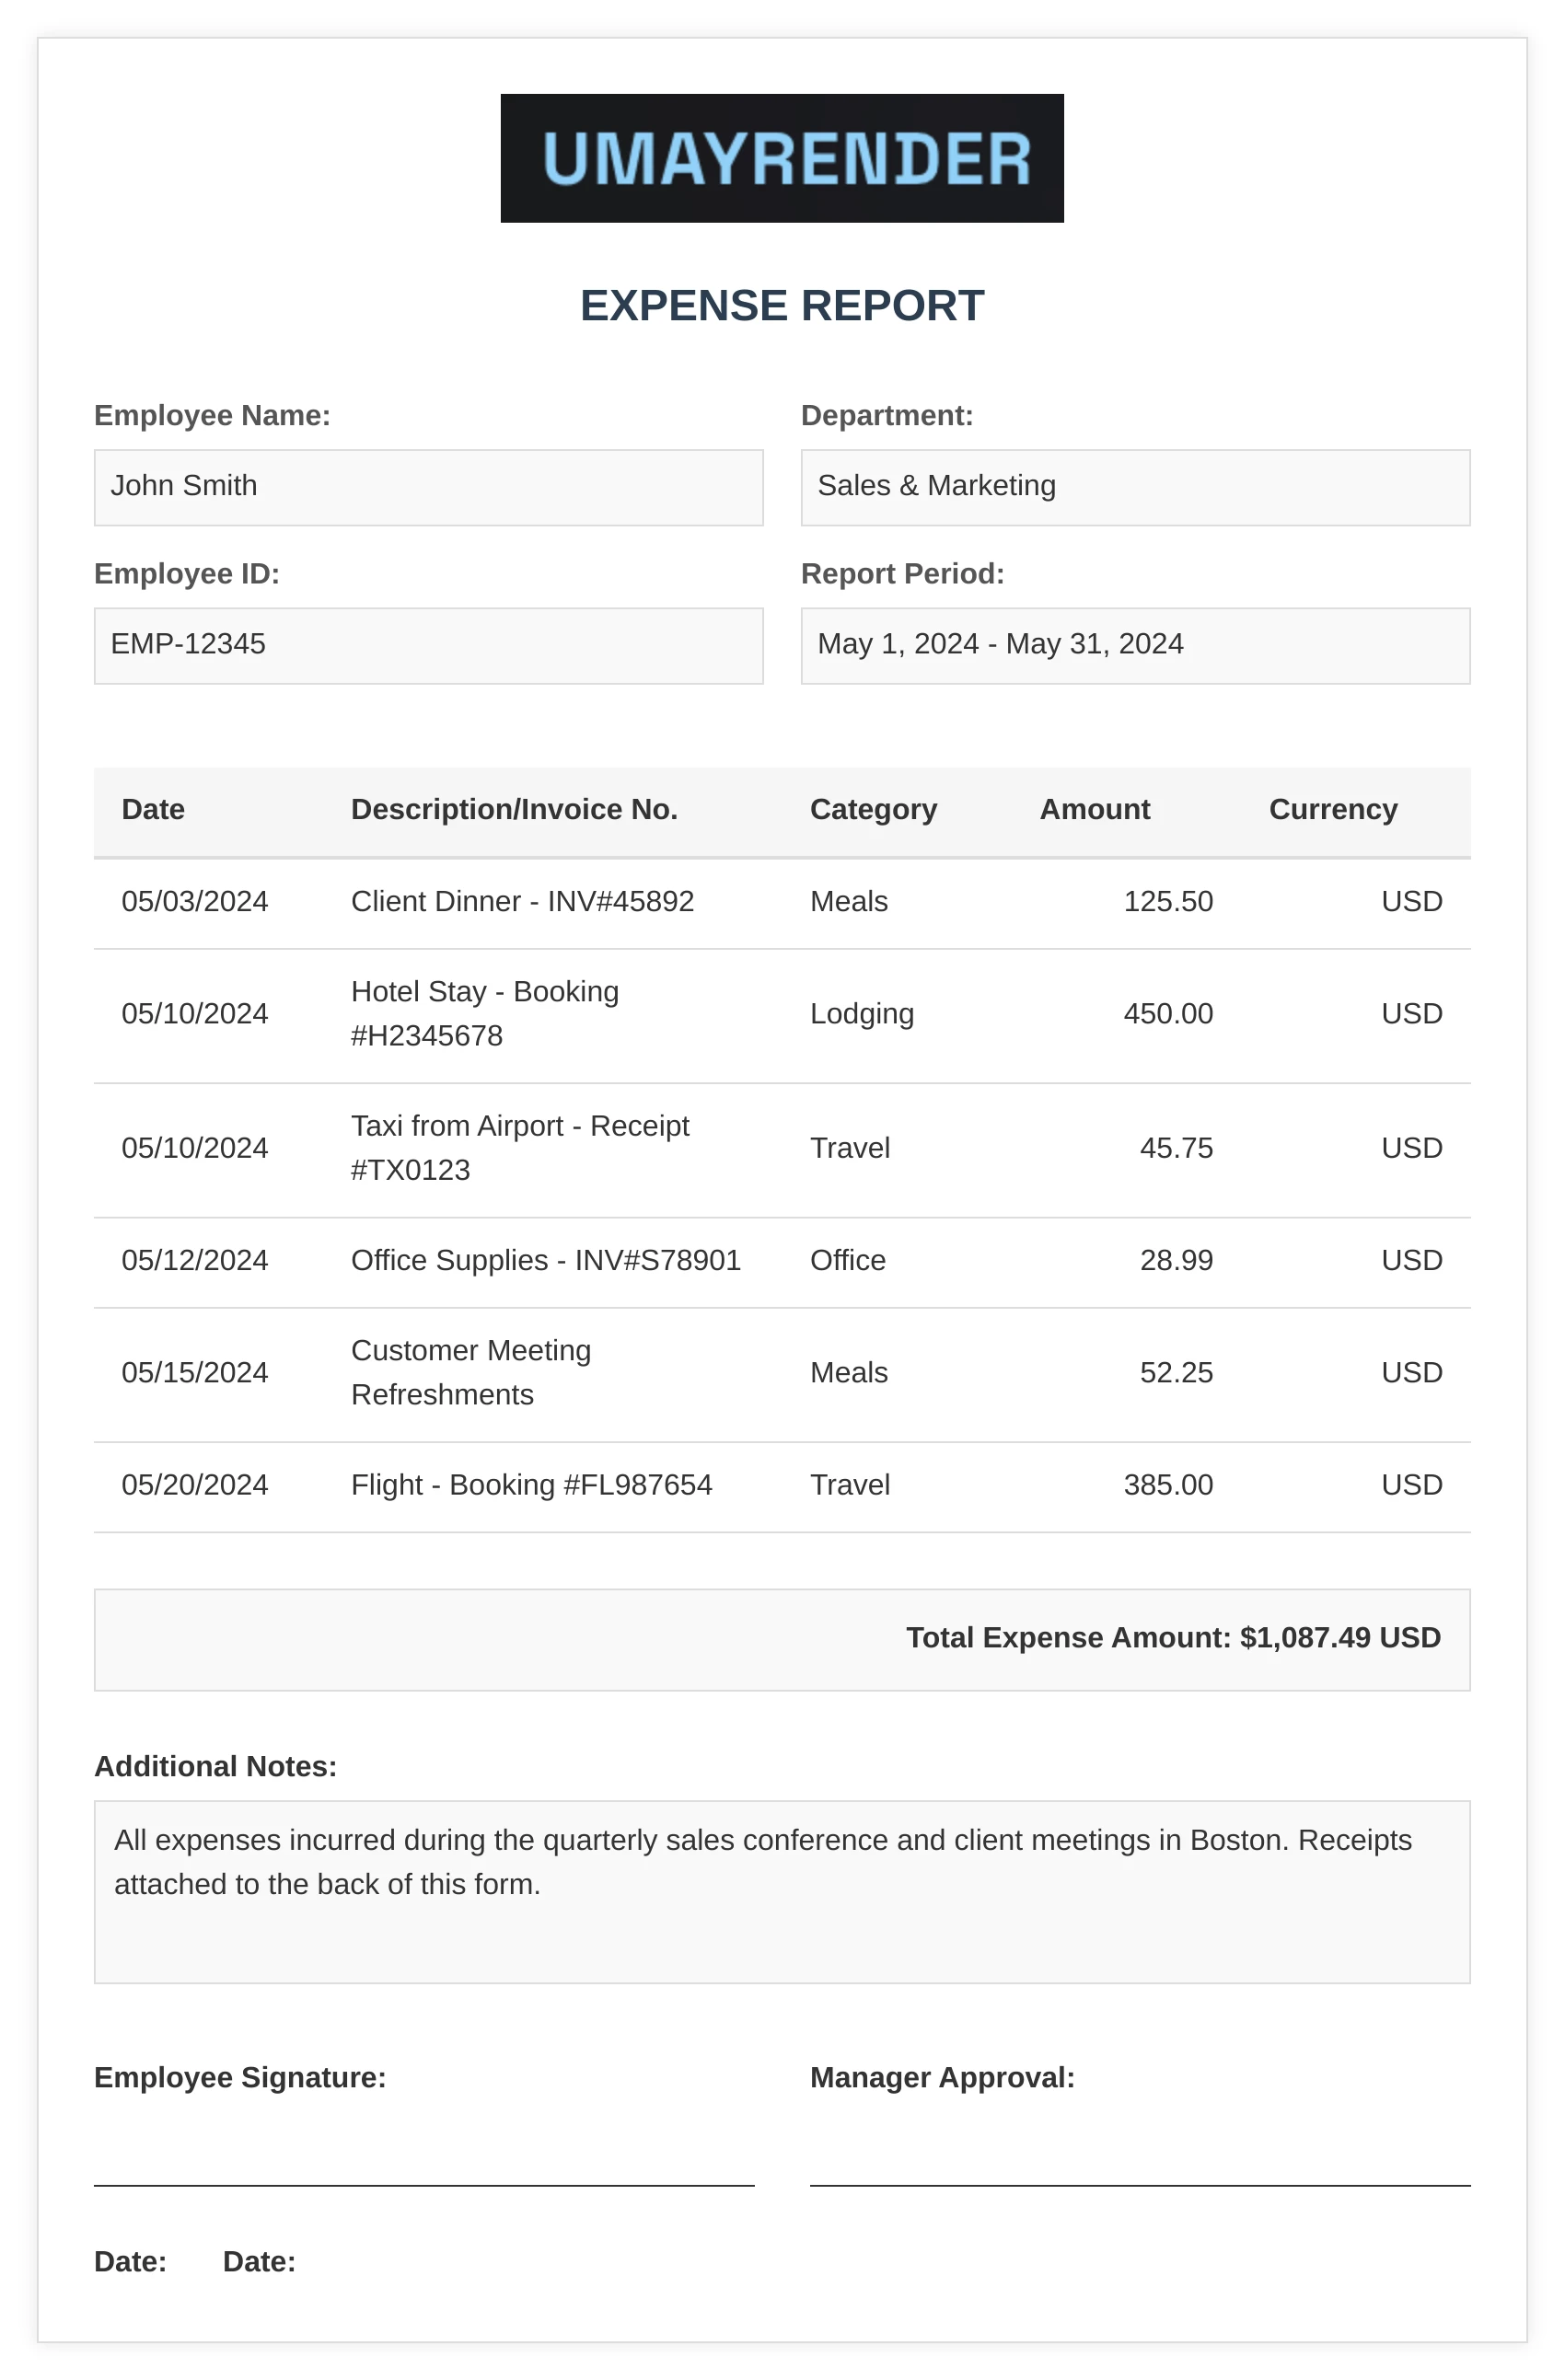 UMAYRENDER
EXPENSE REPORT
Employee Name:
John Smith
Department:
Sales & Marketing
Employee ID:
EMP-12345
Report Period:
May 1, 2024 - May 31, 2024
Date Description/Invoice No. Category Amount Currency
05/03/2024 Client Dinner - INV#45892 Meals 125.50 USD
05/10/2024 Hotel Stay - Booking
#H2345678 Lodging 450.00 USD
05/10/2024 Taxi from Airport - Receipt
#TX0123 Travel 45.75 USD
05/12/2024 Office Supplies - INV#S78901 Office 28.99 USD
05/15/2024 Customer Meeting
Refreshments Meals 52.25 USD
05/20/2024 Flight - Booking #FL987654 Travel 385.00 USD
Total Expense Amount: $1,087.49 USD
Additional Notes:
All expenses incurred during the quarterly sales conference and client meetings in Boston. Receipts
attached to the back of this form.
Employee Signature: Manager Approval:
Date: Date: